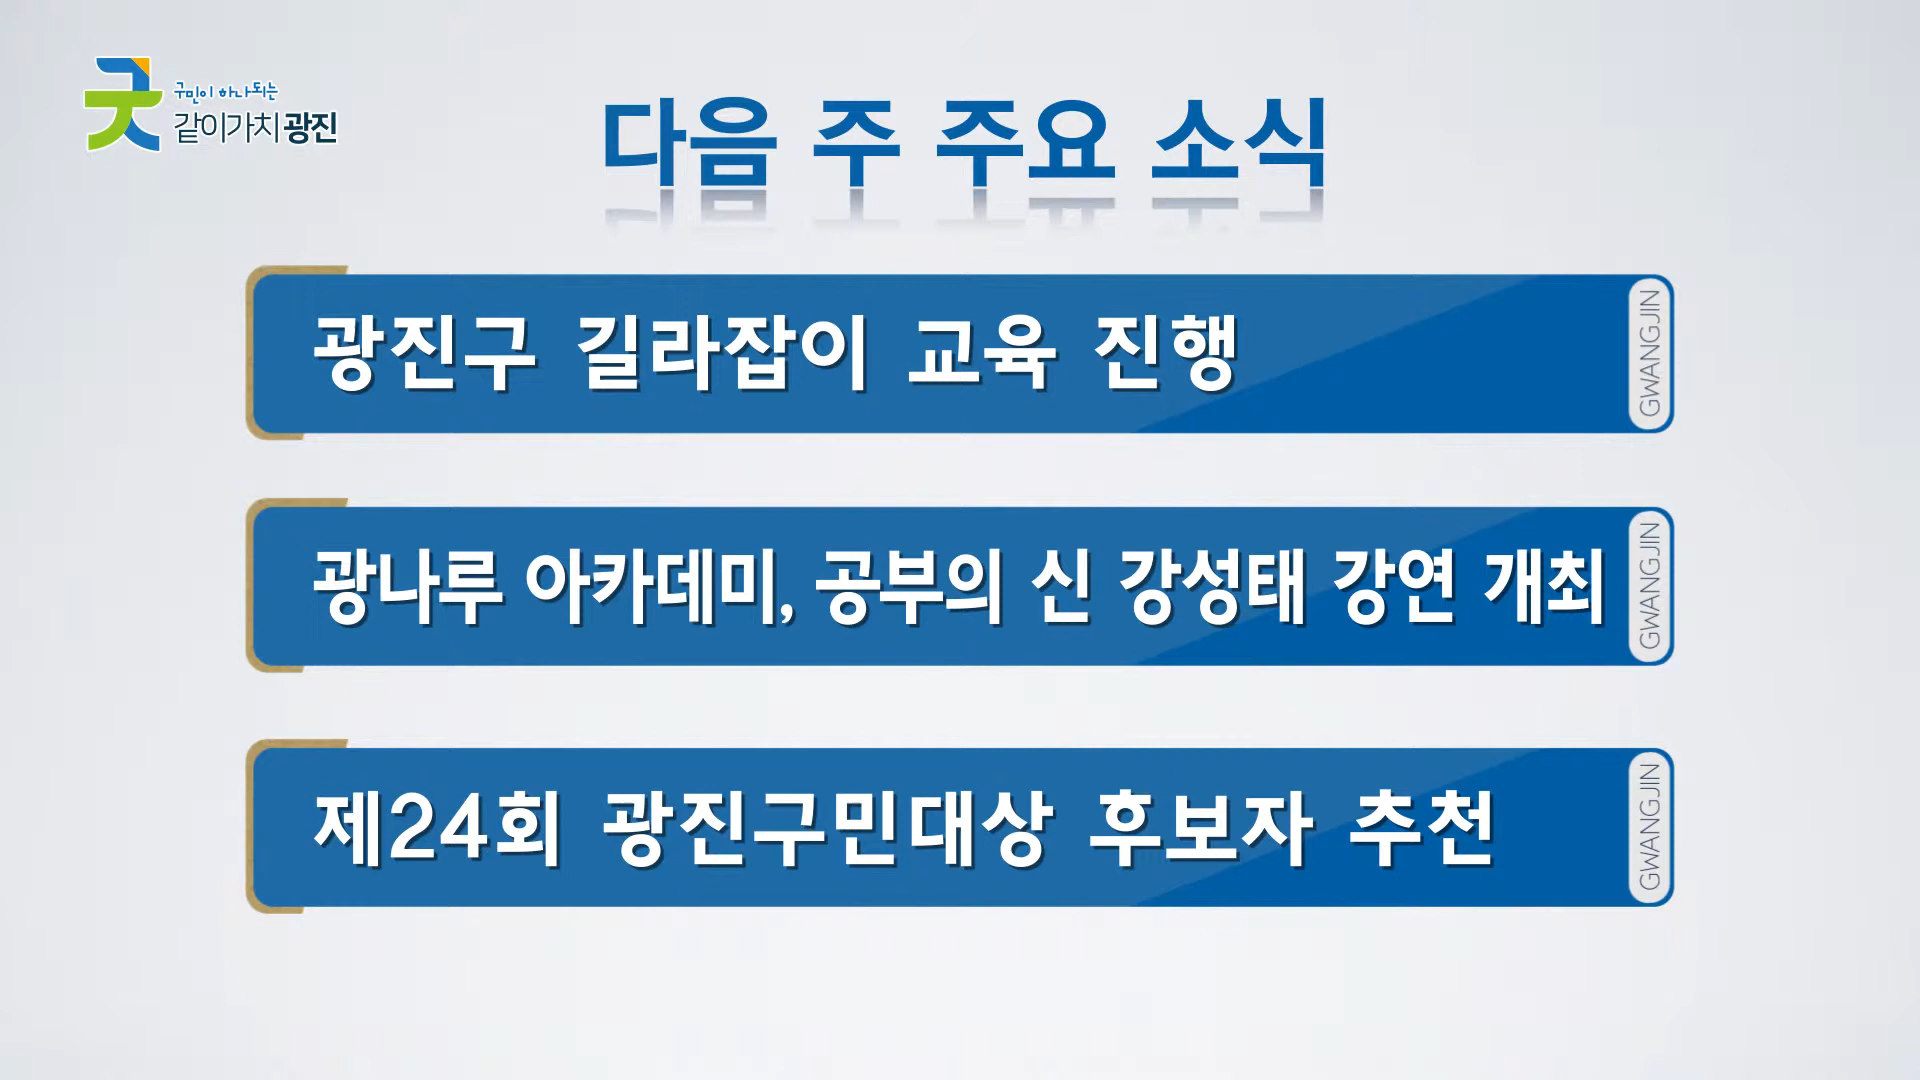 구민이 하나되는
같이가치 광진
다음 주 주요 소식
광진구 길라잡이 교육 진행
GWANGJIN
광나루 아카데미, 공부의 신 강성태 강연 개최
GWANGJIN
제24회 광진구민대상 후보자 추천
GWANGJIN